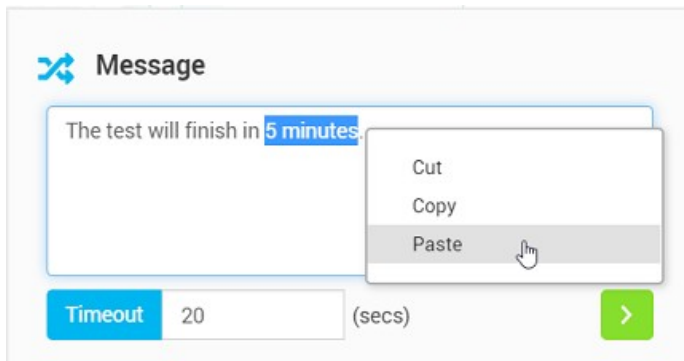 Message
The test will finish in 5 minutes.
Cut
Copy
Paste
Timeout 20 (secs)